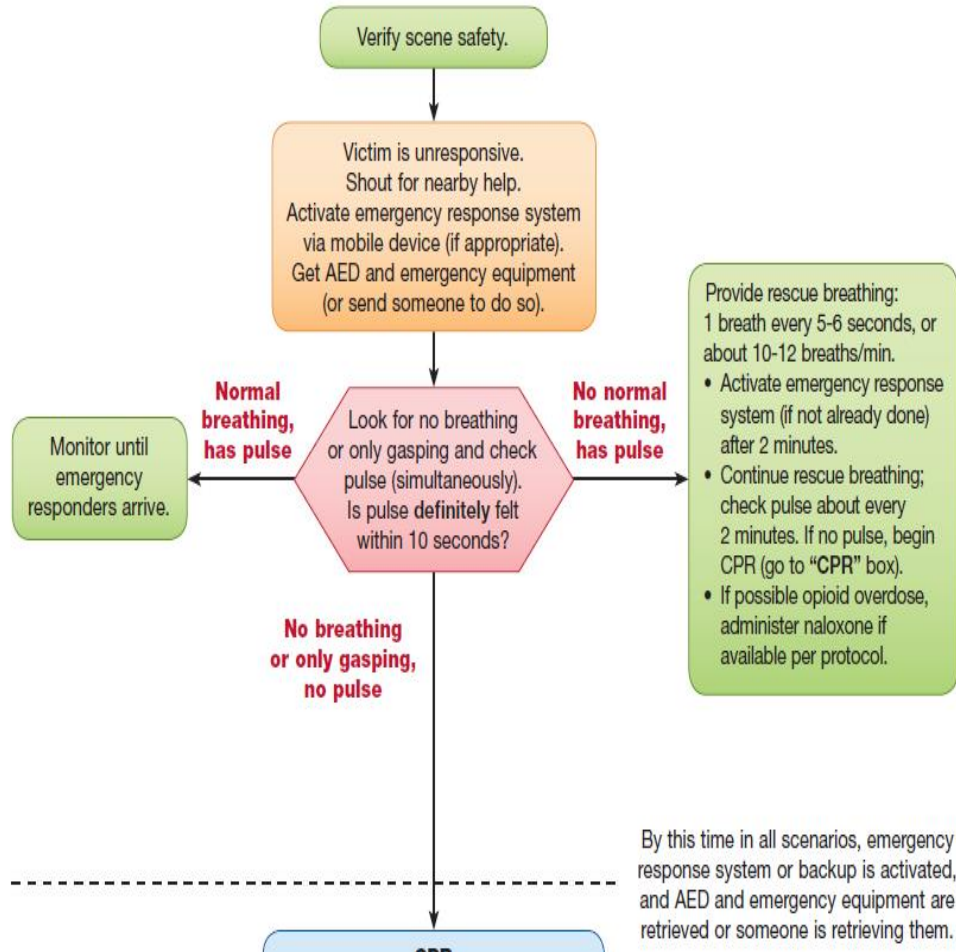 Verify scene safety.
Victim is unresponsive.
Shout for nearby help.
Activate emergency response system
via mobile device (if appropriate).
Get AED and emergency equipment
(or send someone to do so).
Normal
breathing,
has pulse
Monitor until
emergency
responders arrive.
Look for no breathing
or only gasping and check
pulse (simultaneously).
Is pulse definitely felt
within 10 seconds?
No normal
breathing,
has pulse
Provide rescue breathing:
1 breath every 5-6 seconds, or
about 10-12 breaths/min.
• Activate emergency response
system (if not already done)
after 2 minutes.
• Continue rescue breathing;
check pulse about every
2 minutes. If no pulse, begin
CPR (go to “CPR” box).
• If possible opioid overdose,
administer naloxone if
available per protocol.
No breathing
or only gasping,
no pulse
By this time in all scenarios, emergency
response system or backup is activated,
and AED and emergency equipment are
retrieved or someone is retrieving them.
CPR